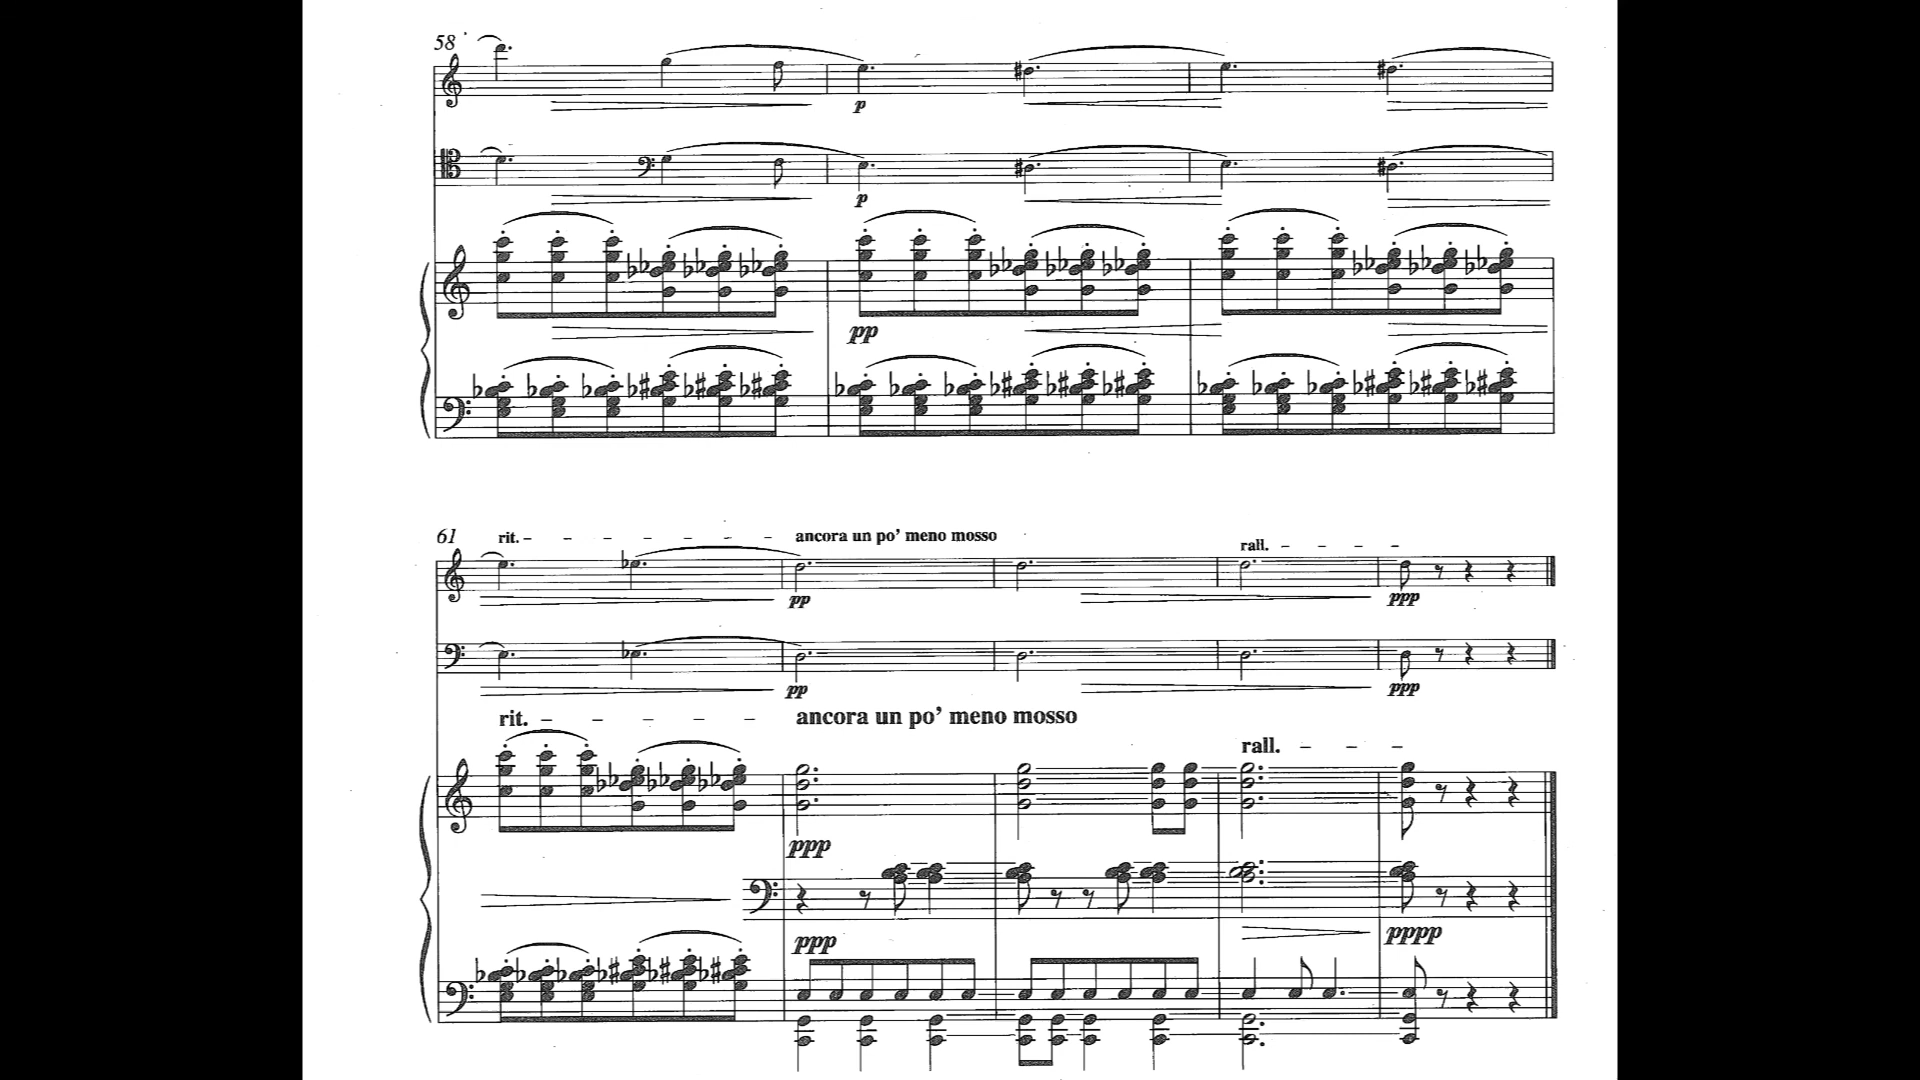 58
p
p
pp
61
rit. – – – – – – – ancora un po’ meno mosso
rall. – – – –
pp
ppp
pp
ppp
rit. – – – – – ancora un po’ meno mosso
rall. – – –
ppp
ppp
pppp